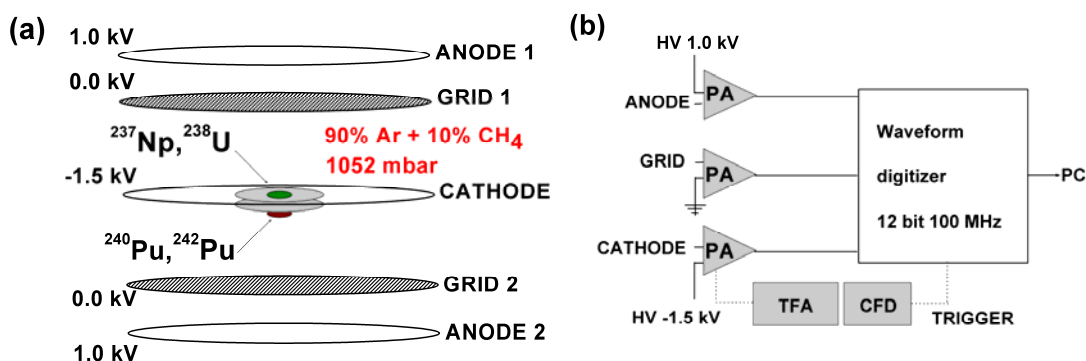 (a)
1.0 kV
ANODE 1
0.0 kV
GRID 1
237Np, 238U
90% Ar + 10% CH4
1052 mbar
-1.5 kV
CATHODE
240Pu, 242Pu
GRID 2
0.0 kV
ANODE 2
1.0 kV
(b)
HV 1.0 kV
PA
ANODE
Waveform
digitizer
12 bit 100 MHz
GRID
PA
PC
CATHODE
PA
HV -1.5 kV
TFA
CFD
TRIGGER